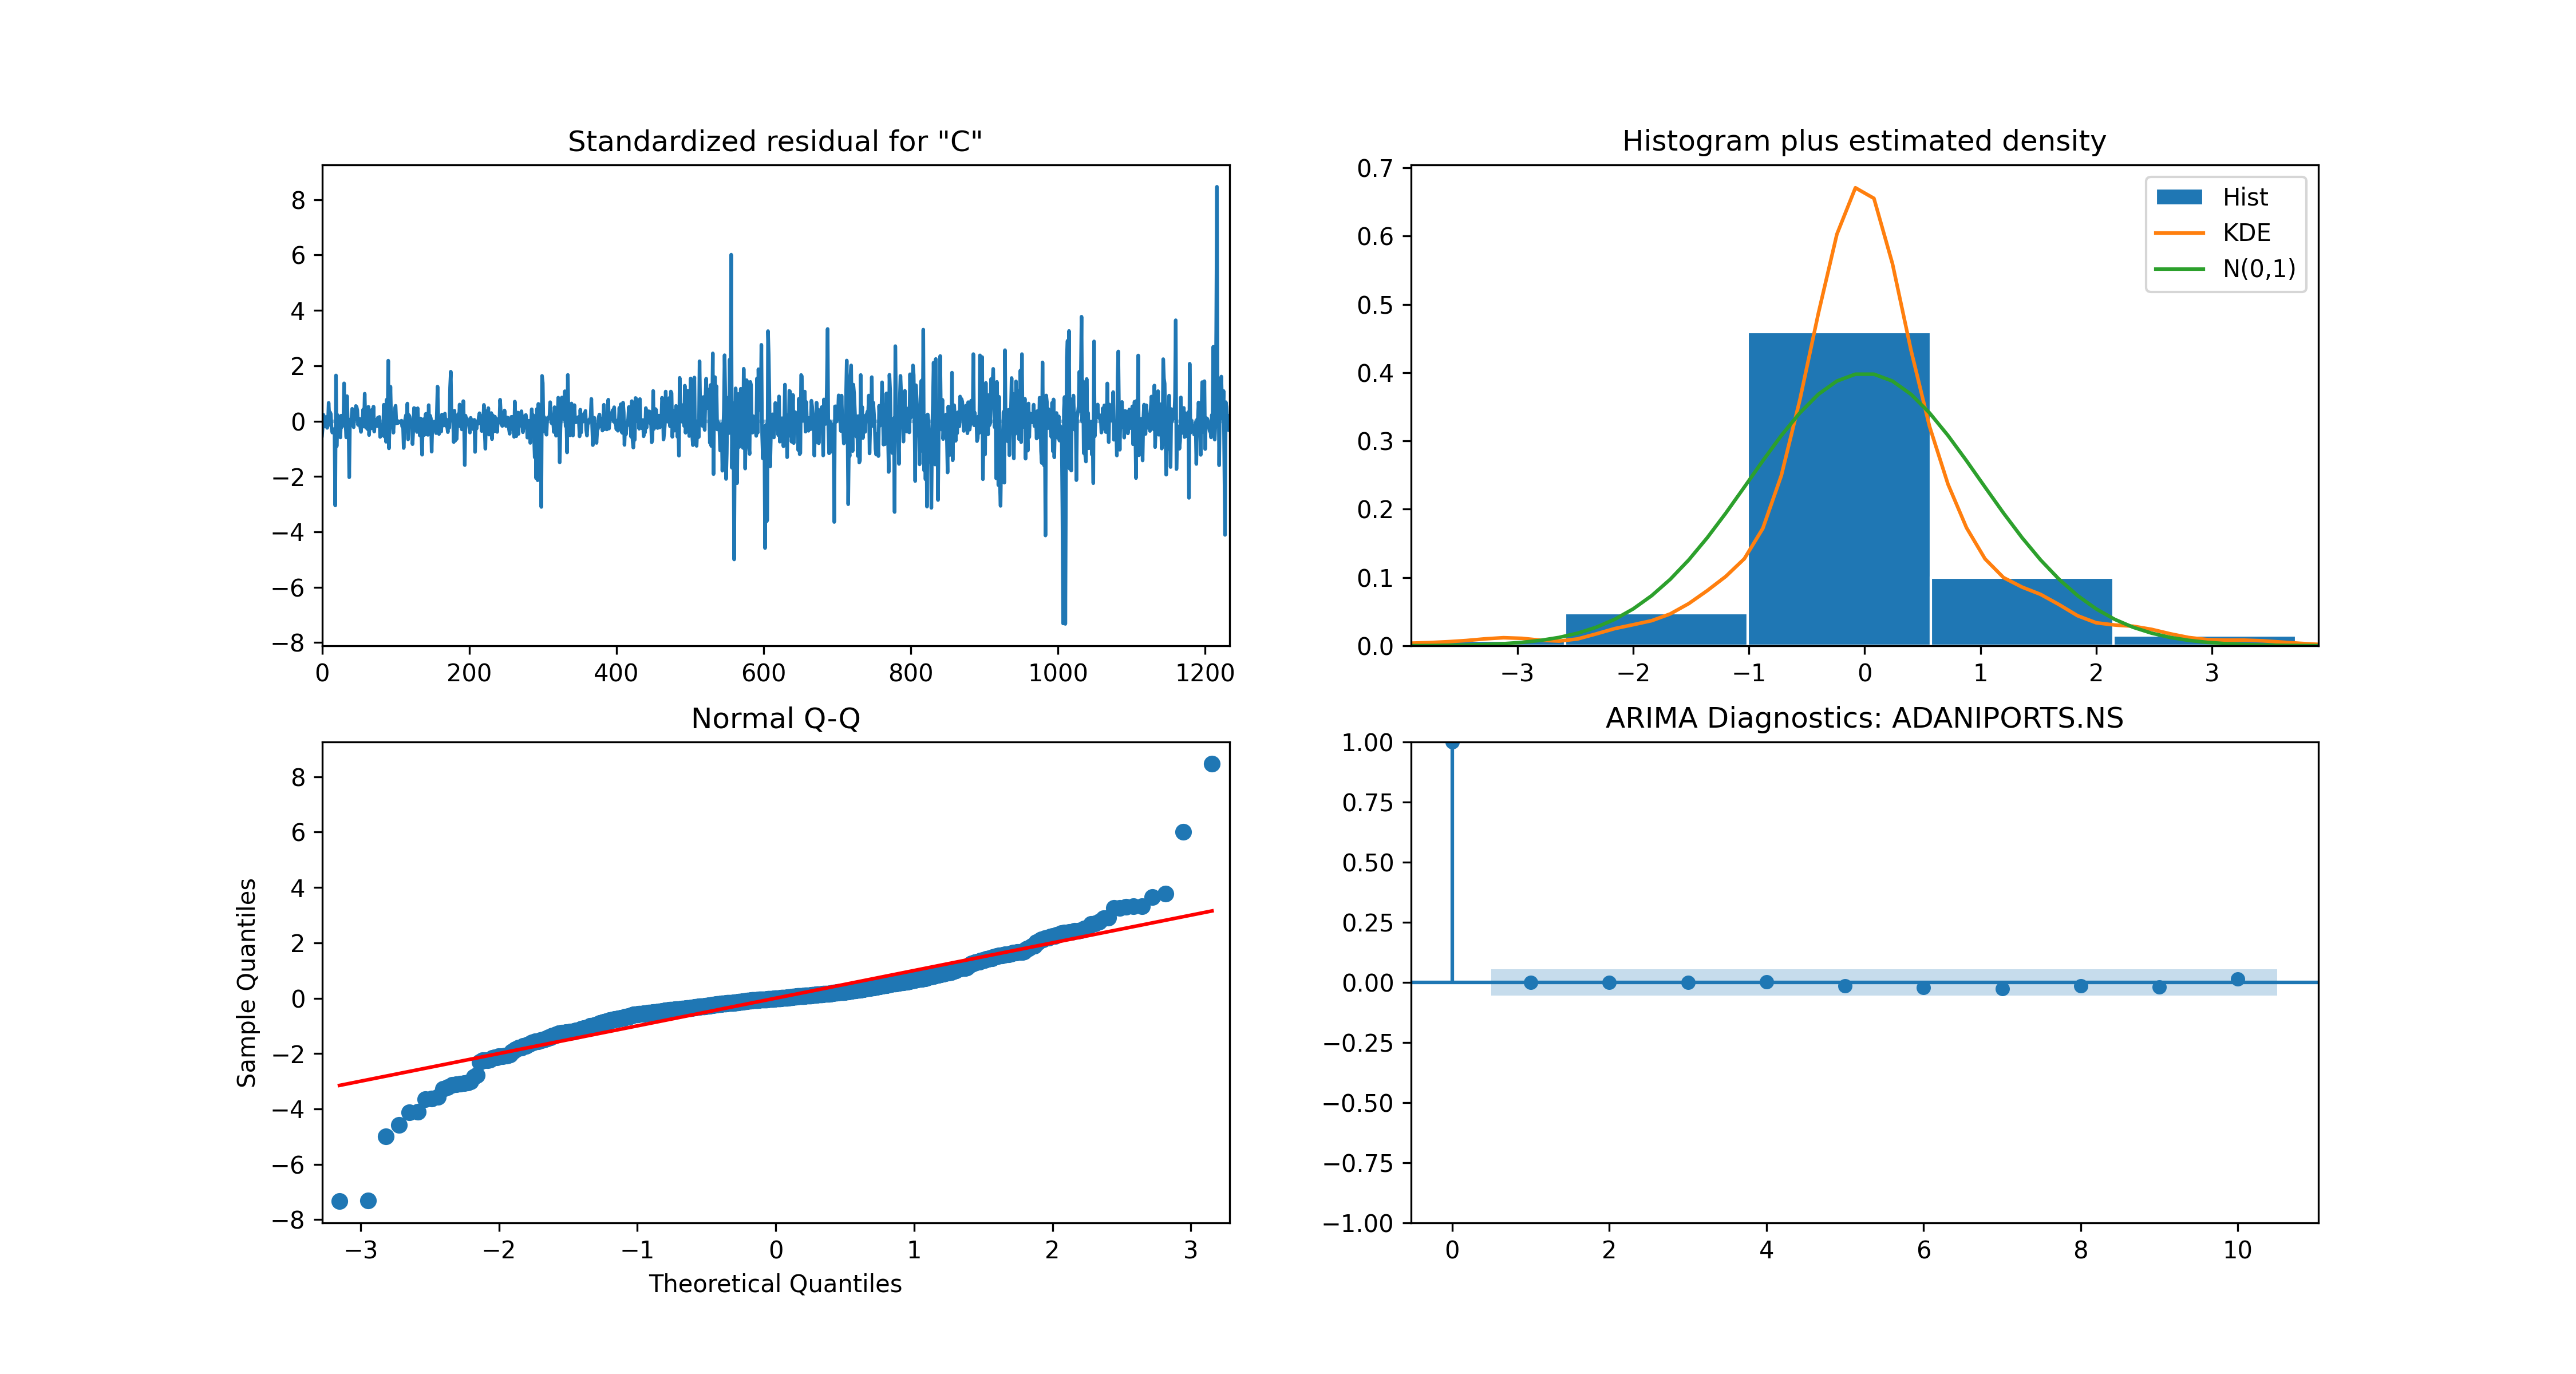 Standardized residual for "C"
8
6
4
2
0
−2
−4
−6
−8
0 200 400 600 800 1000 1200
Histogram plus estimated density
0.7
0.6
0.5
0.4
0.3
0.2
0.1
0.0
−3 −2 −1 0 1 2 3
Hist
KDE
N(0,1)
Normal Q-Q
Sample Quantiles
8
6
4
2
0
−2
−4
−6
−8
−3 −2 −1 0 1 2 3
Theoretical Quantiles
ARIMA Diagnostics: ADANIPORTS.NS
1.00
0.75
0.50
0.25
0.00
−0.25
−0.50
−0.75
−1.00
0 2 4 6 8 10